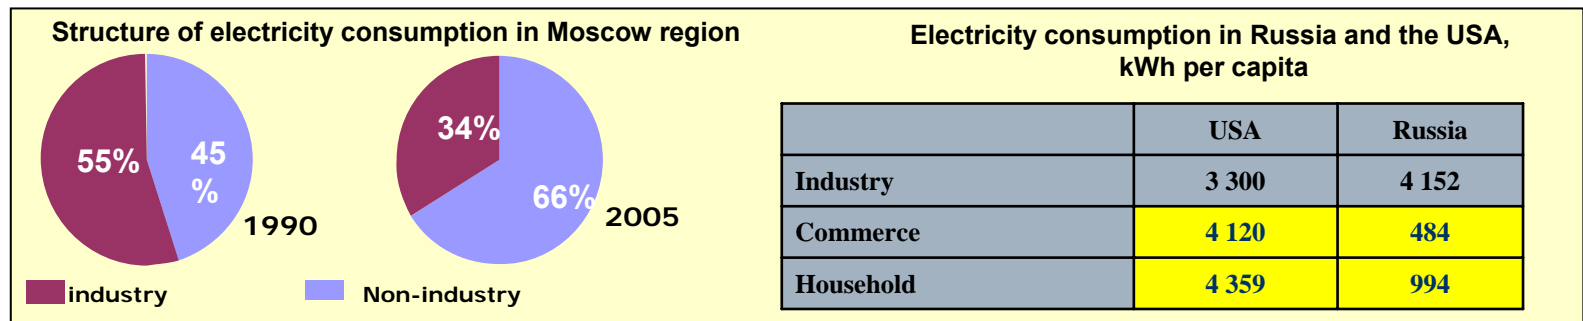 Structure of electricity consumption in Moscow region
55%
45
%
1990
34%
66%
2005
industry
Non-industry
Electricity consumption in Russia and the USA,
kWh per capita
USA Russia
Industry 3 300 4 152
Commerce 4 120 484
Household 4 359 994